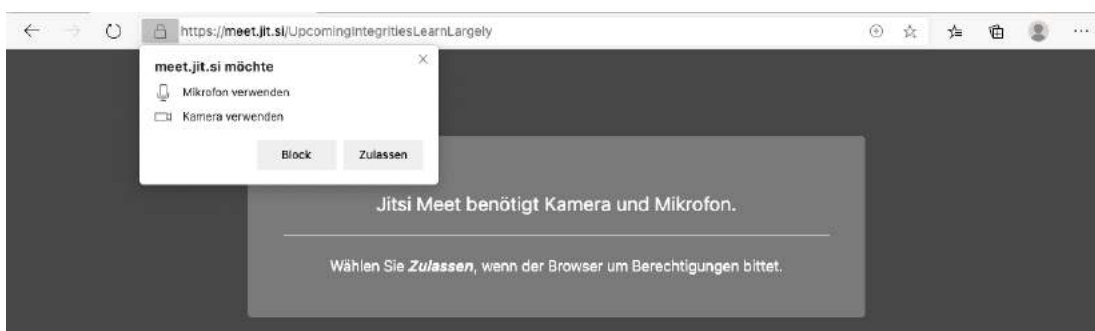 https://meet.jit.si/UpcomingIntegritiesLearnLargely
meet.jit.si möchte
Mikrofon verwenden
Kamera verwenden
Block Zulassen
Jitsi Meet benötigt Kamera und Mikrofon.
Wählen Sie Zulassen, wenn der Browser um Berechtigungen bittet.